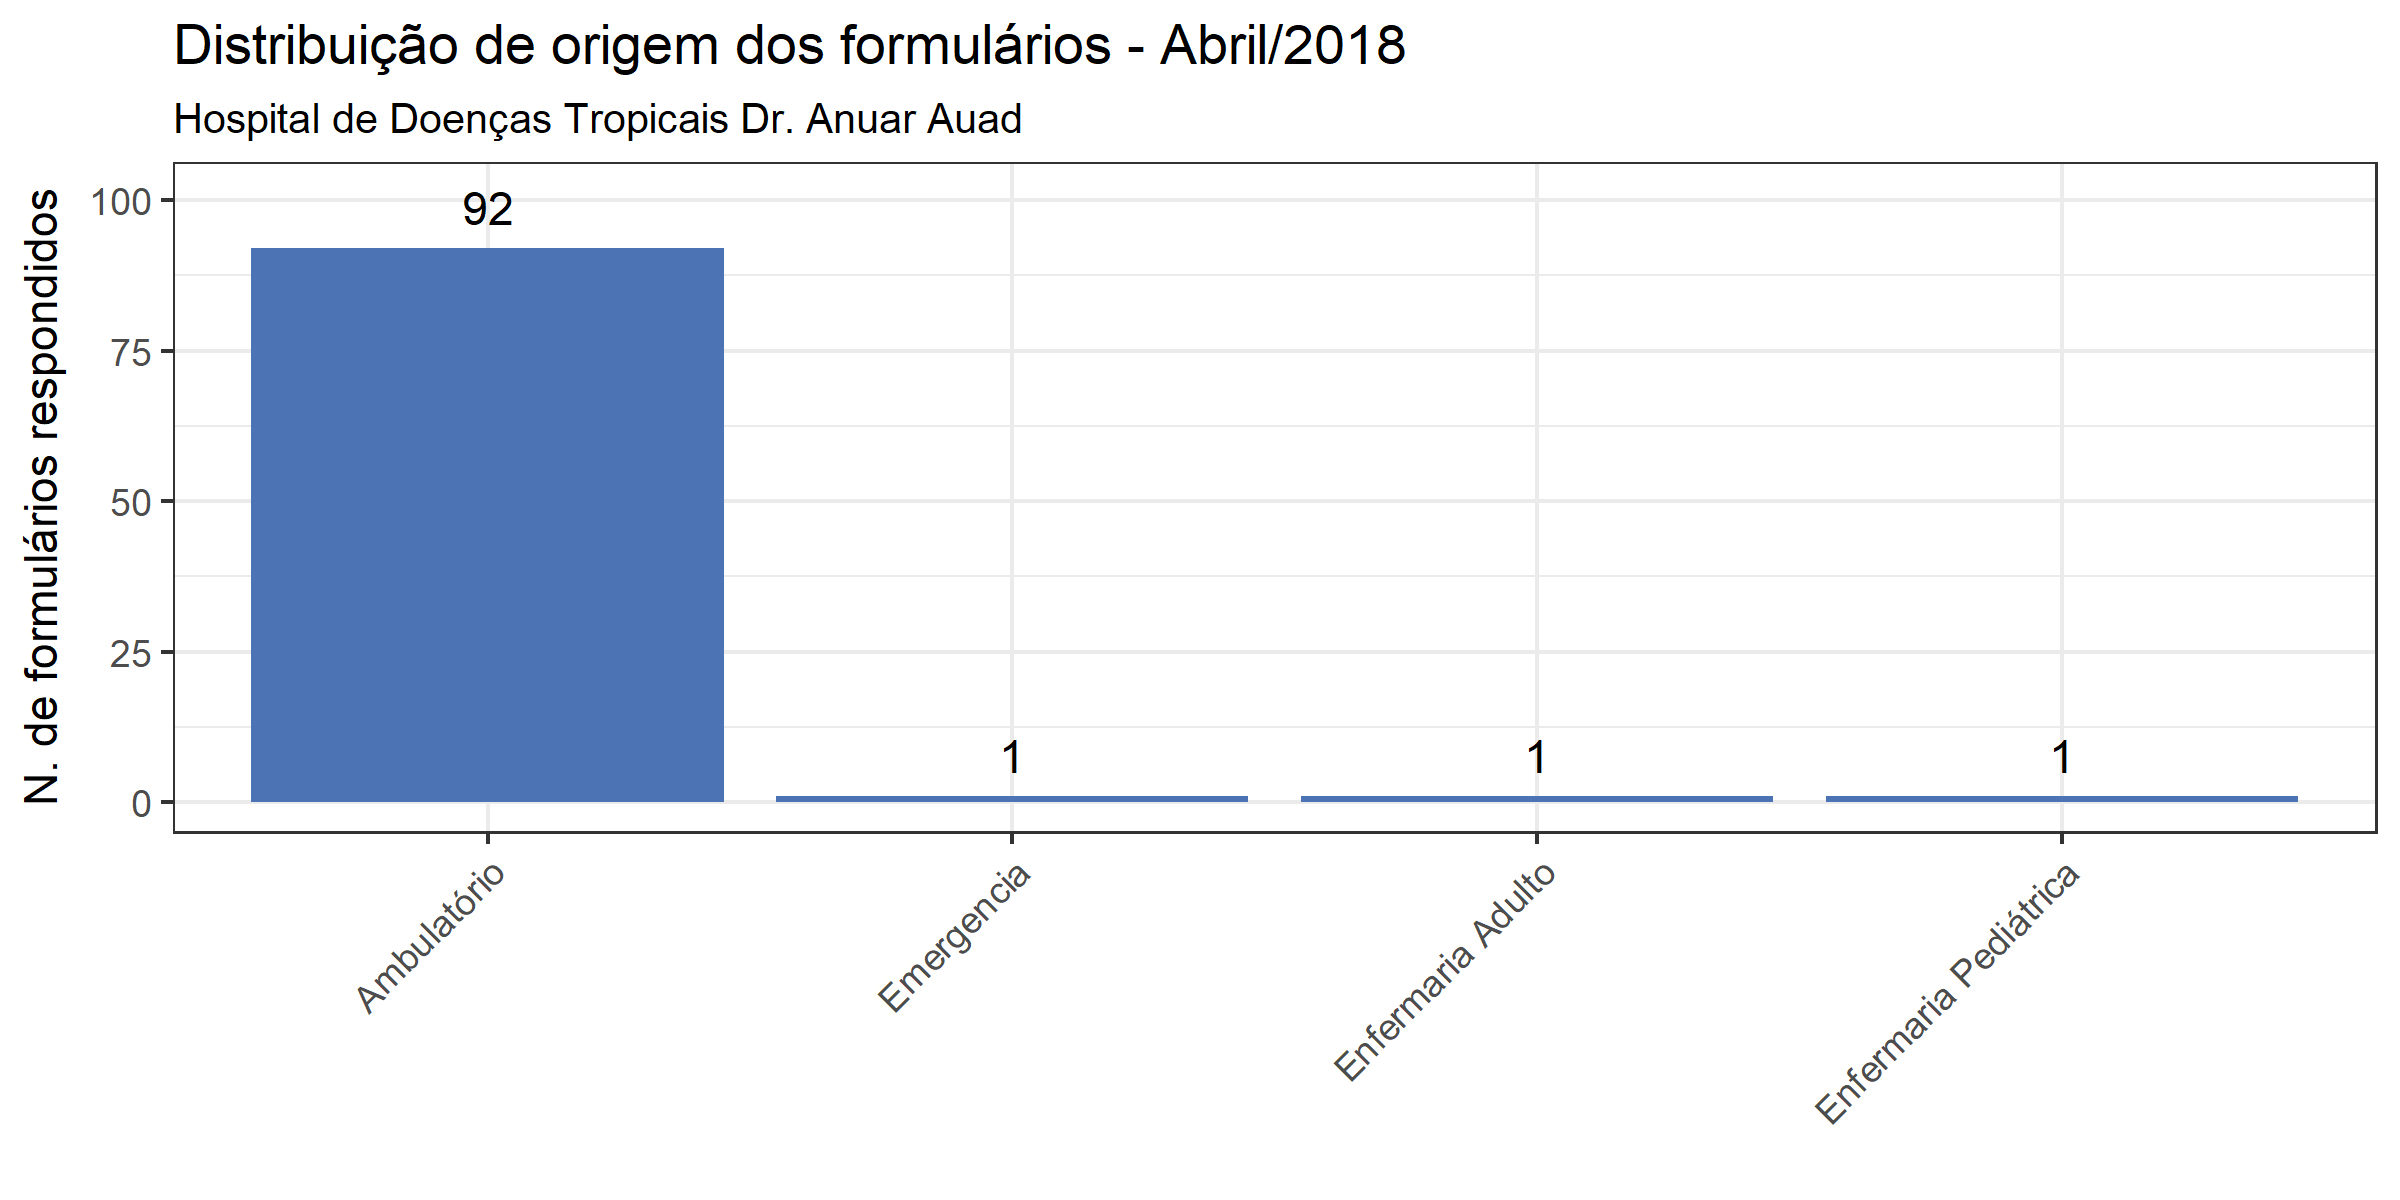 Distribuição de origem dos formulários - Abril/2018
Hospital de Doenças Tropicais Dr. Anuar Auad
N. de formulários respondidos
100
75
50
25
0
92
1
1
1
Ambulatório
Emergencia
Enfermaria Adulto
Enfermaria Pediátrica